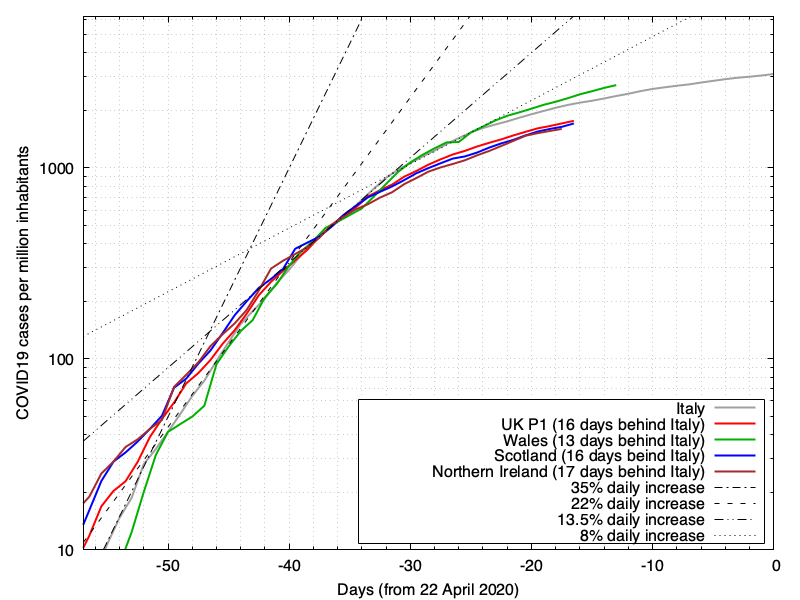 COVID19 cases per million inhabitants
1000
100
10
Italy
UK P1 (16 days behind Italy)
Wales (13 days behind Italy)
Scotland (16 days beind Italy)
Northern Ireland (17 days behind Italy)
35% daily increase
22% daily increase
13.5% daily increase
8% daily increase
-50 -40 -30 -20 -10 0
Days (from 22 April 2020)